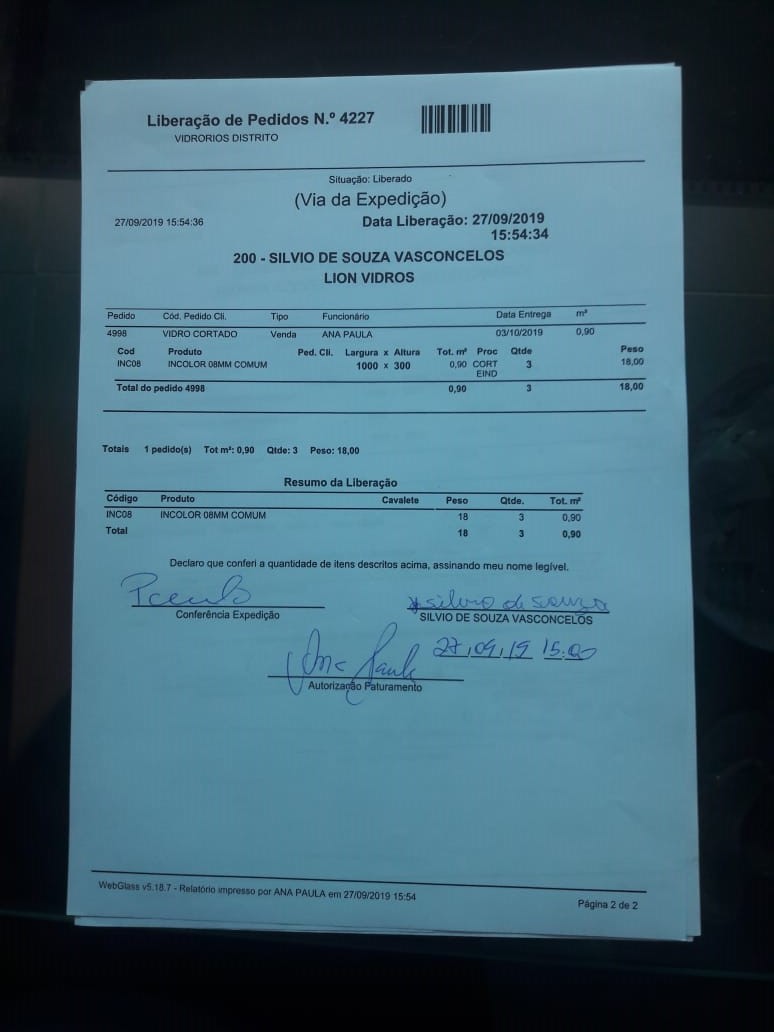 Liberação de Pedidos N.º 4227
VIDRORIOS DISTRITO
Situação: Liberado
(Via da Expedição)
27/09/2019 15:54:36
Data Liberação: 27/09/2019
15:54:34
200 - SILVIO DE SOUZA VASCONCELOS
LION VIDROS
Pedido Cód. Pedido Cli. Tipo Funcionário Data Entrega m²
4998 VIDRO CORTADO Venda ANA PAULA 03/10/2019 0,90
Cod Produto Ped. Cli. Largura x Altura Tot. m² Proc Qtde Peso
INC08 INCOLOR 08MM COMUM 1000 x 300 0,90 CORT 3 18,00
EIND
Total do pedido 4998 0,90 3 18,00
Totais 1 pedido(s) Tot m²: 0,90 Qtde: 3 Peso: 18,00
Resumo da Liberação
Código Produto Cavalete Peso Qtde. Tot. m²
INC08 INCOLOR 08MM COMUM 18 3 0,90
Total 18 3 0,90
Declaro que conferi a quantidade de itens descritos acima, assinando meu nome legível.
silvio de souza
Conferência Expedição SILVIO DE SOUZA VASCONCELOS
27,09,19 15:00
Ana Paula
Autorização Faturamento
WebGlass v5.18.7 - Relatório impresso por ANA PAULA em 27/09/2019 15:54
Página 2 de 2